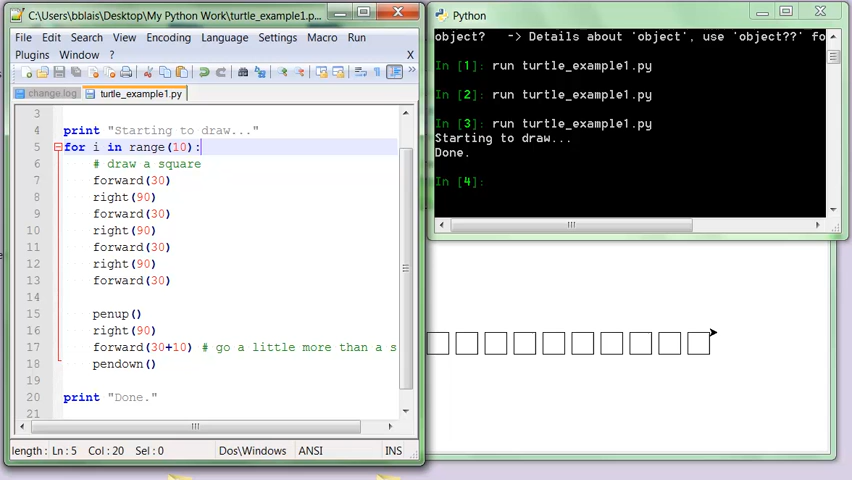 C:\Users\bblais\Desktop\My Python Work\turtle_example1.p...
File Edit Search View Encoding Language Settings Macro Run
Plugins Window ? X
change.log turtle_example1.py
3
4 print "Starting to draw..."
5 for i in range(10):
6 # draw a square
7 forward(30)
8 right(90)
9 forward(30)
10 right(90)
11 forward(30)
12 right(90)
13 forward(30)
14
15 penup()
16 right(90)
17 forward(30+10) # go a little more than a s
18 pendown()
19
20 print "Done."
21
length: Ln : 5 Col : 20 Sel : 0 Dos\Windows ANSI INS
Python
object? -> Details about 'object', use 'object??' fo
In [1]: run turtle_example1.py
In [2]: run turtle_example1.py
In [3]: run turtle_example1.py
Starting to draw...
Done.
In [4]: